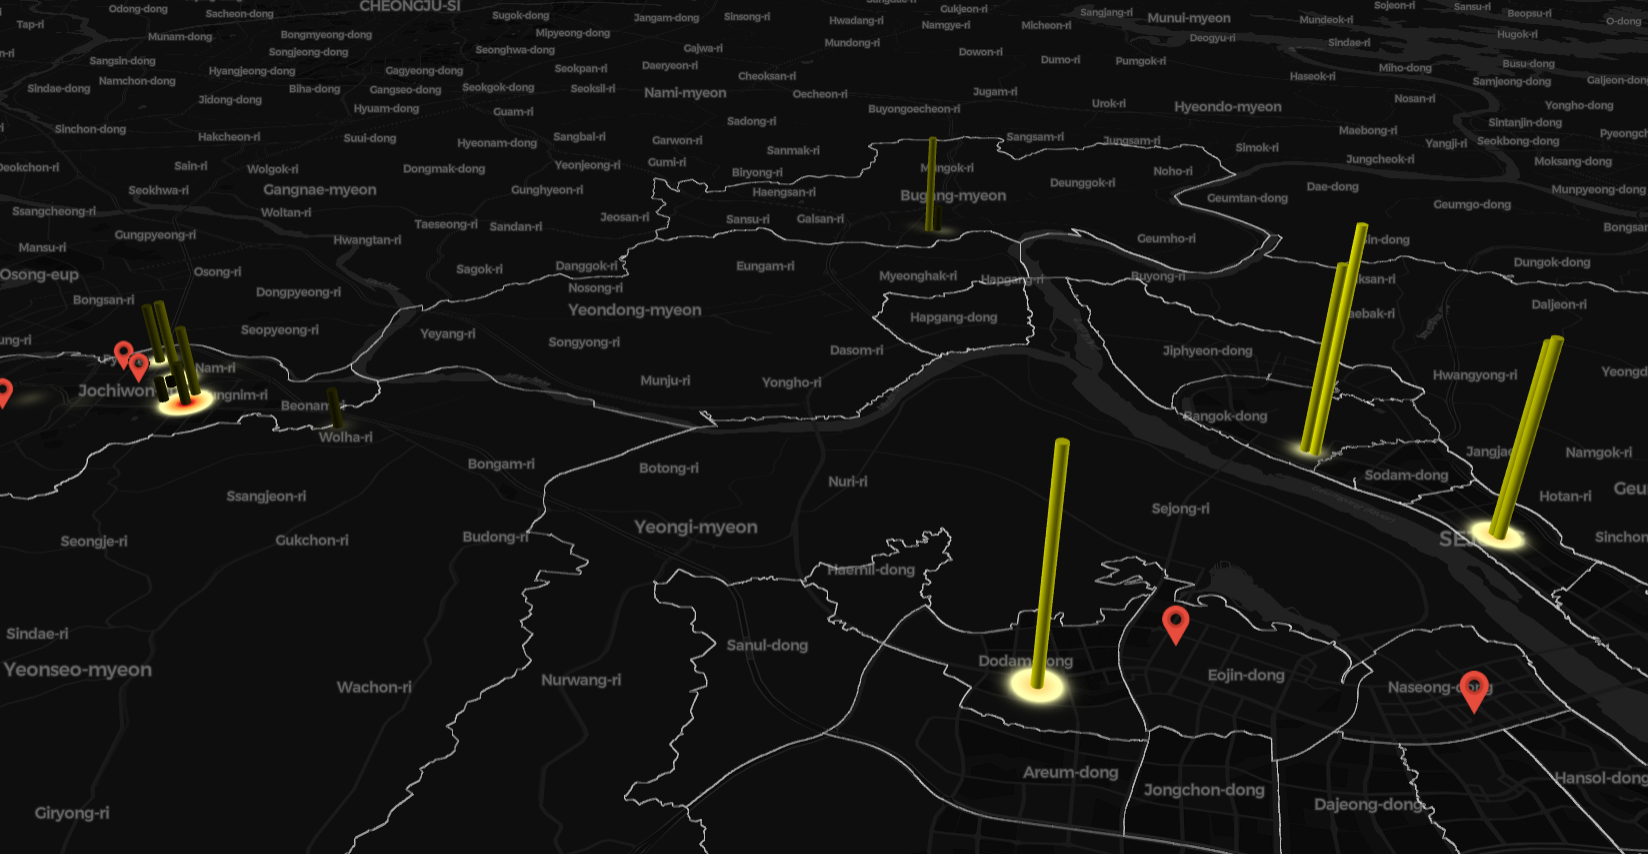 Odong-dong
CHEONGJU-SI
Gukjeon-ri
Sangjang-ri
Sojeon-ri
Sansu-ri
Beopsu-ri
O-dong
Tap-ri
Sacheon-dong
Sugok-dong
Jangam-dong
Sinsong-ri
Hwadang-ri
Namgye-ri
Micheon-ri
Munui-myeon
Mundeok-ri
Munam-dong
Bongmyeong-dong
Mipyeong-dong
Deogyu-ri
Hugok-ri
Songjeong-dong
Seonghwa-dong
Gajwa-ri
Mundong-ri
Dowon-ri
Sindae-ri
Sangsin-dong
Hyangjeong-dong
Gagyeong-dong
Seokpan-ri
Daeryeon-ri
Cheoksan-ri
Dumo-ri
Pumgok-ri
Haseok-ri
Miho-dong
Busu-dong
Sindae-dong
Namchon-dong
Biha-dong
Gangseo-dong
Seokgok-dong
Seoksil-ri
Nami-myeon
Oecheon-ri
Jugam-ri
Samjeong-dong
Galjeon-dong
Jidong-dong
Hyuam-dong
Guam-ri
Buyongoecheon-ri
Urok-ri
Hyeondo-myeon
Nosan-ri
Yongho-dong
Sinchon-dong
Hakcheon-ri
Suui-dong
Hyeonam-dong
Sangbal-ri
Garwon-ri
Sadong-ri
Sangsam-ri
Jungsam-ri
Maebong-ri
Sintanjin-dong
Seokbong-dong
Yangji-ri
Sain-ri
Wolgok-ri
Dongmak-dong
Yeonjeong-ri
Gumi-ri
Sanmak-ri
Simok-ri
Jungcheok-ri
Moksang-dong
Seokhwa-ri
Gangnae-myeon
Gunghyeon-ri
Biryong-ri
Haengsan-ri
Bugang-myeon
Deunggok-ri
Noho-ri
Dae-dong
Munpyeong-dong
Ssangcheong-ri
Woltan-ri
Taeseong-ri
Sandan-ri
Jeosan-ri
Sansu-ri
Galsan-ri
Geumtan-dong
Geumgo-dong
Mansu-ri
Gungpyeong-ri
Hwangtan-ri
Geumho-ri
Osong-eup
Osong-ri
Sagok-ri
Danggok-ri
Eungam-ri
Myeonghak-ri
Hapgang-ri
Buyong-ri
Dungok-dong
Bongsan-ri
Dongpyeong-ri
Nosong-ri
Yeondong-myeon
Hapgang-dong
Daljeon-ri
Seopyeong-ri
Yeyang-ri
Songyong-ri
Dasom-ri
Jiphyeon-dong
Nam-ri
Munju-ri
Yongho-ri
Hwangyong-ri
Wolha-ri
Bangok-dong
Bongam-ri
Botong-ri
Nuri-ri
Sodam-dong
Namgok-ri
Ssangjeon-ri
Sejong-ri
Hotan-ri
Seongje-ri
Gukchon-ri
Budong-ri
Yeongi-myeon
Haemil-dong
Sindae-ri
Yeonseo-myeon
Sanul-dong
Wachon-ri
Nurwang-ri
Dodam-dong
Eojin-dong
Naseong-dong
Giryong-ri
Areum-dong
Jongchon-dong
Dajeong-dong
Hansol-dong